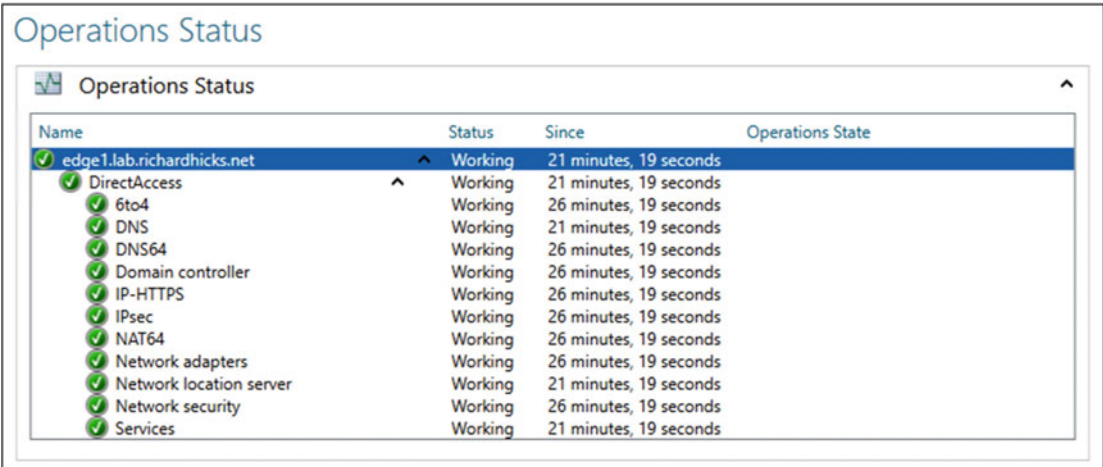 Operations Status
Operations Status
Name Status Since Operations State
edge1.lab.richardhicks.net Working 21 minutes, 19 seconds
DirectAccess Working 21 minutes, 19 seconds
6to4 Working 26 minutes, 19 seconds
DNS Working 21 minutes, 19 seconds
DNS64 Working 26 minutes, 19 seconds
Domain controller Working 26 minutes, 19 seconds
IP-HTTPS Working 26 minutes, 19 seconds
IPsec Working 26 minutes, 19 seconds
NAT64 Working 26 minutes, 19 seconds
Network adapters Working 26 minutes, 19 seconds
Network location server Working 21 minutes, 19 seconds
Network security Working 26 minutes, 19 seconds
Services Working 21 minutes, 19 seconds